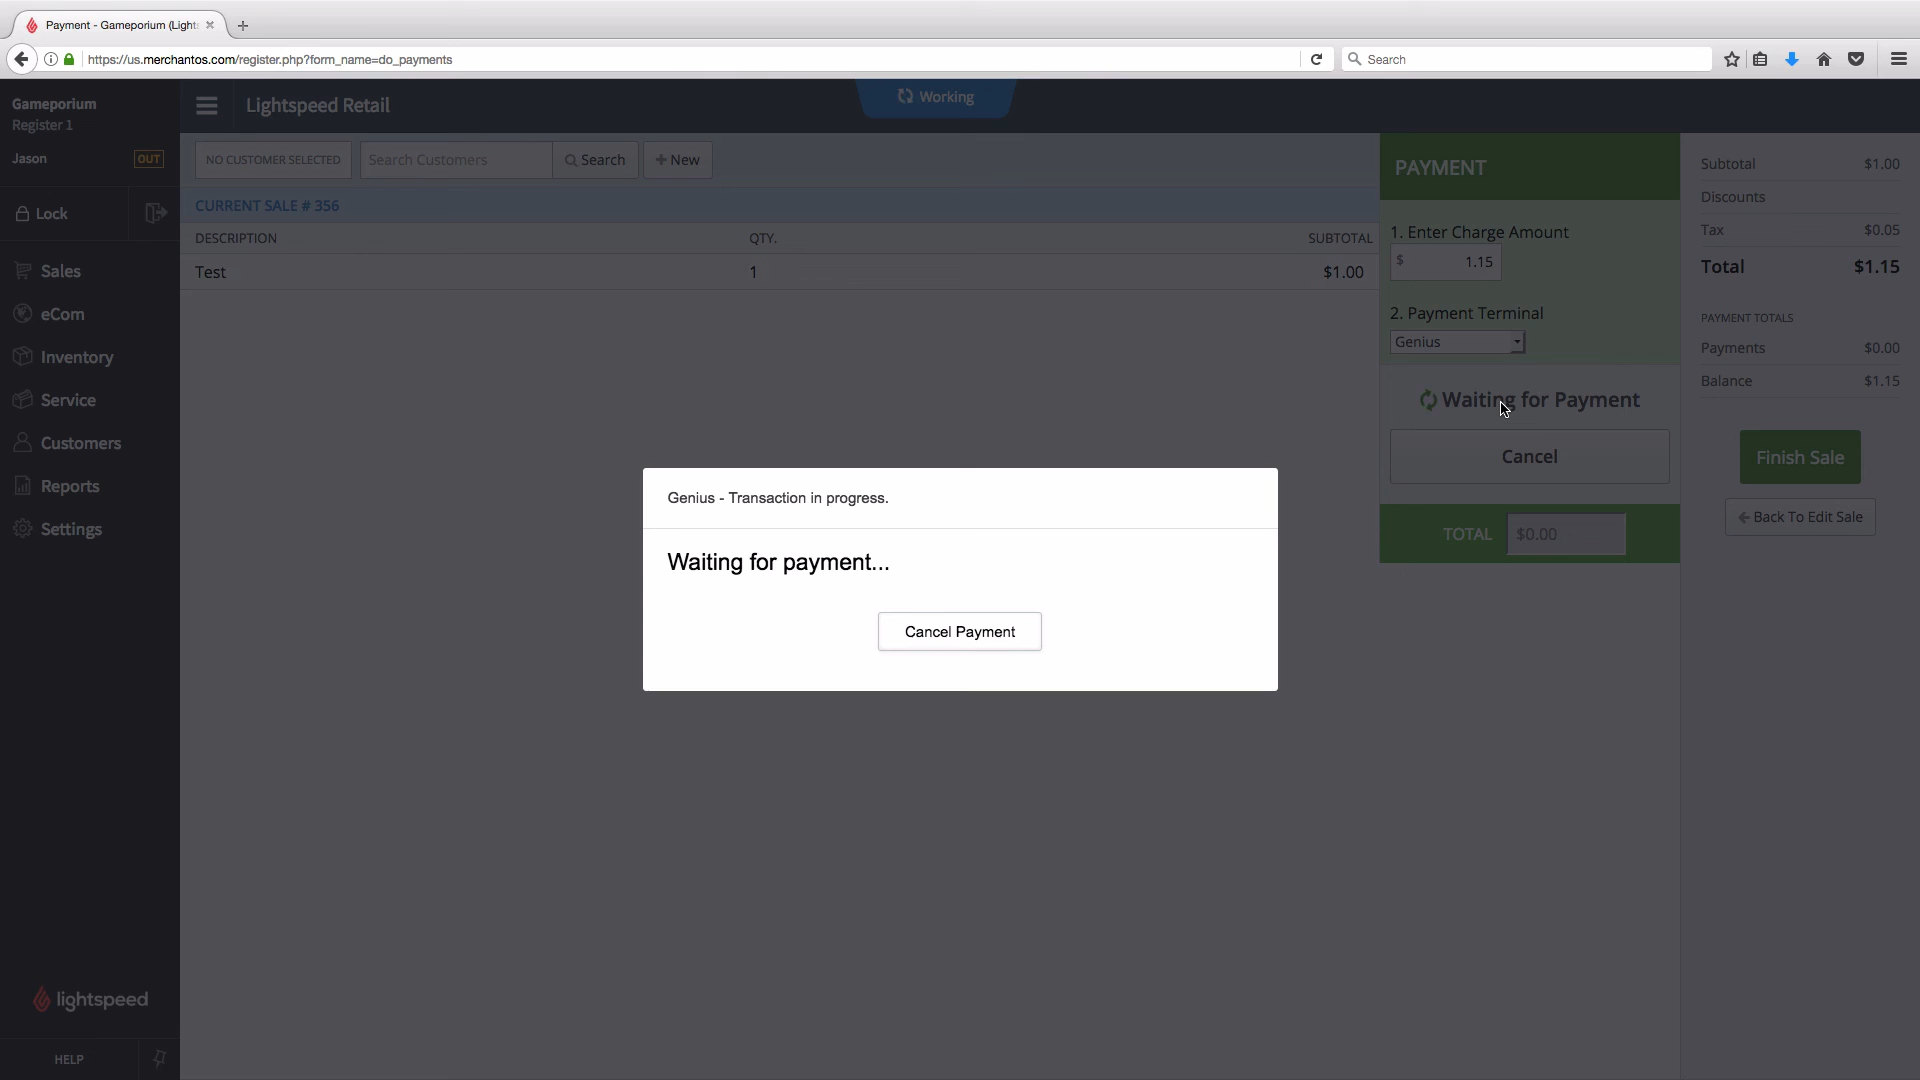 Payment - Gameporium (Light
https://us.merchantos.com/register.php?form_name=do_payments
Search
Gameporium
Register 1
Jason
OUT
Lock
Sales
eCom
Inventory
Service
Customers
Reports
Settings
lightspeed
HELP
Lightspeed Retail
Working
NO CUSTOMER SELECTED
Search Customers
Search
+ New
CURRENT SALE # 356
DESCRIPTION QTY. SUBTOTAL
Test 1 $1.00
PAYMENT
1. Enter Charge Amount
$ 1.15
2. Payment Terminal
Genius
Waiting for Payment
Cancel
TOTAL $0.00
Subtotal $1.00
Discounts
Tax $0.05
Total $1.15
PAYMENT TOTALS
Payments $0.00
Balance $1.15
Finish Sale
Back To Edit Sale
Genius - Transaction in progress.
Waiting for payment...
Cancel Payment